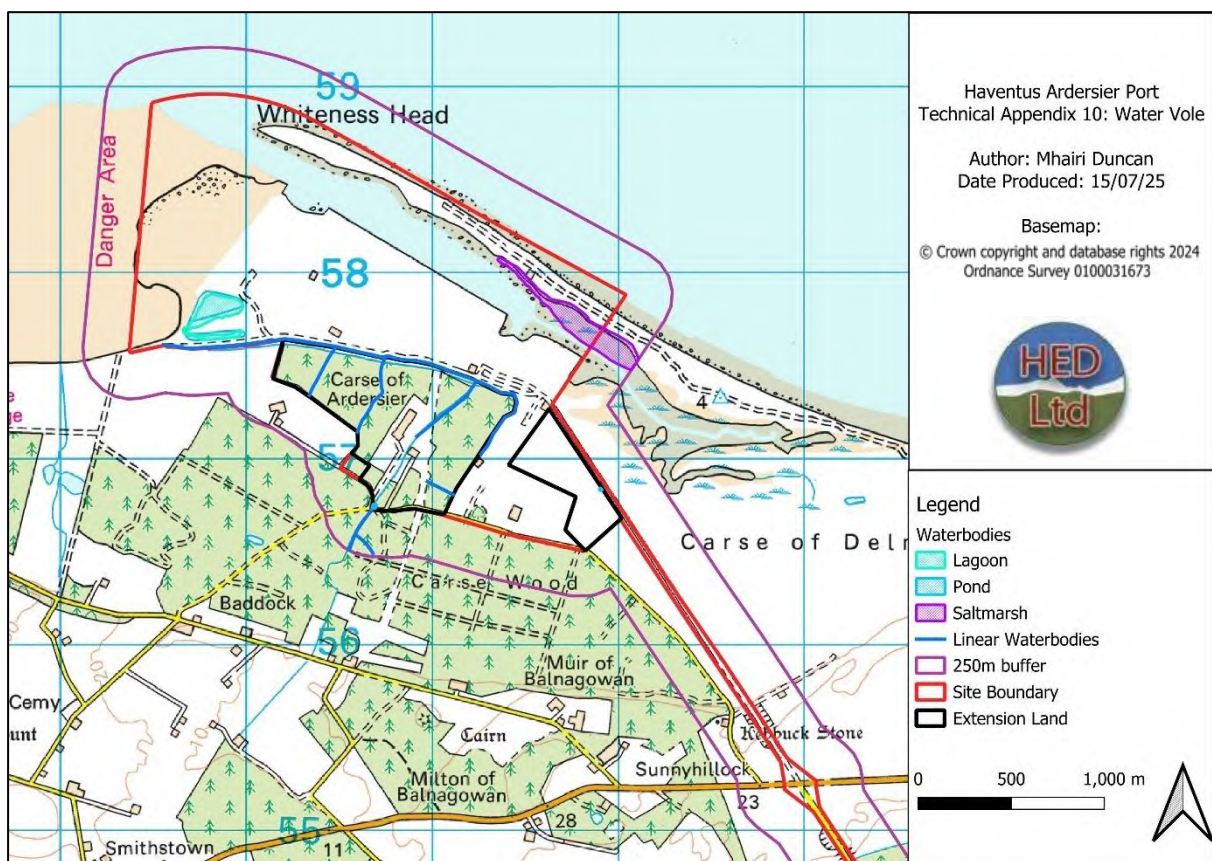 59
Whiteness Head
Danger Area
58
Carse of
Ardersier
4
57
Carse of Deln
Carse Wood
Baddock
56
Muir of
Balnagowan
Cemy
unt
20
10
Cairn
Kebbuck Stone
Sunnyhillock
Milton of
Balnagowan
23
28
55
11
Smithstown
Haventus Ardersier Port
Technical Appendix 10: Water Vole
Author: Mhairi Duncan
Date Produced: 15/07/25
Basemap:
© Crown copyright and database rights 2024
Ordnance Survey 0100031673
HED
Ltd
Legend
Waterbodies
Lagoon
Pond
Saltmarsh
Linear Waterbodies
250m buffer
Site Boundary
Extension Land
0 500 1,000 m